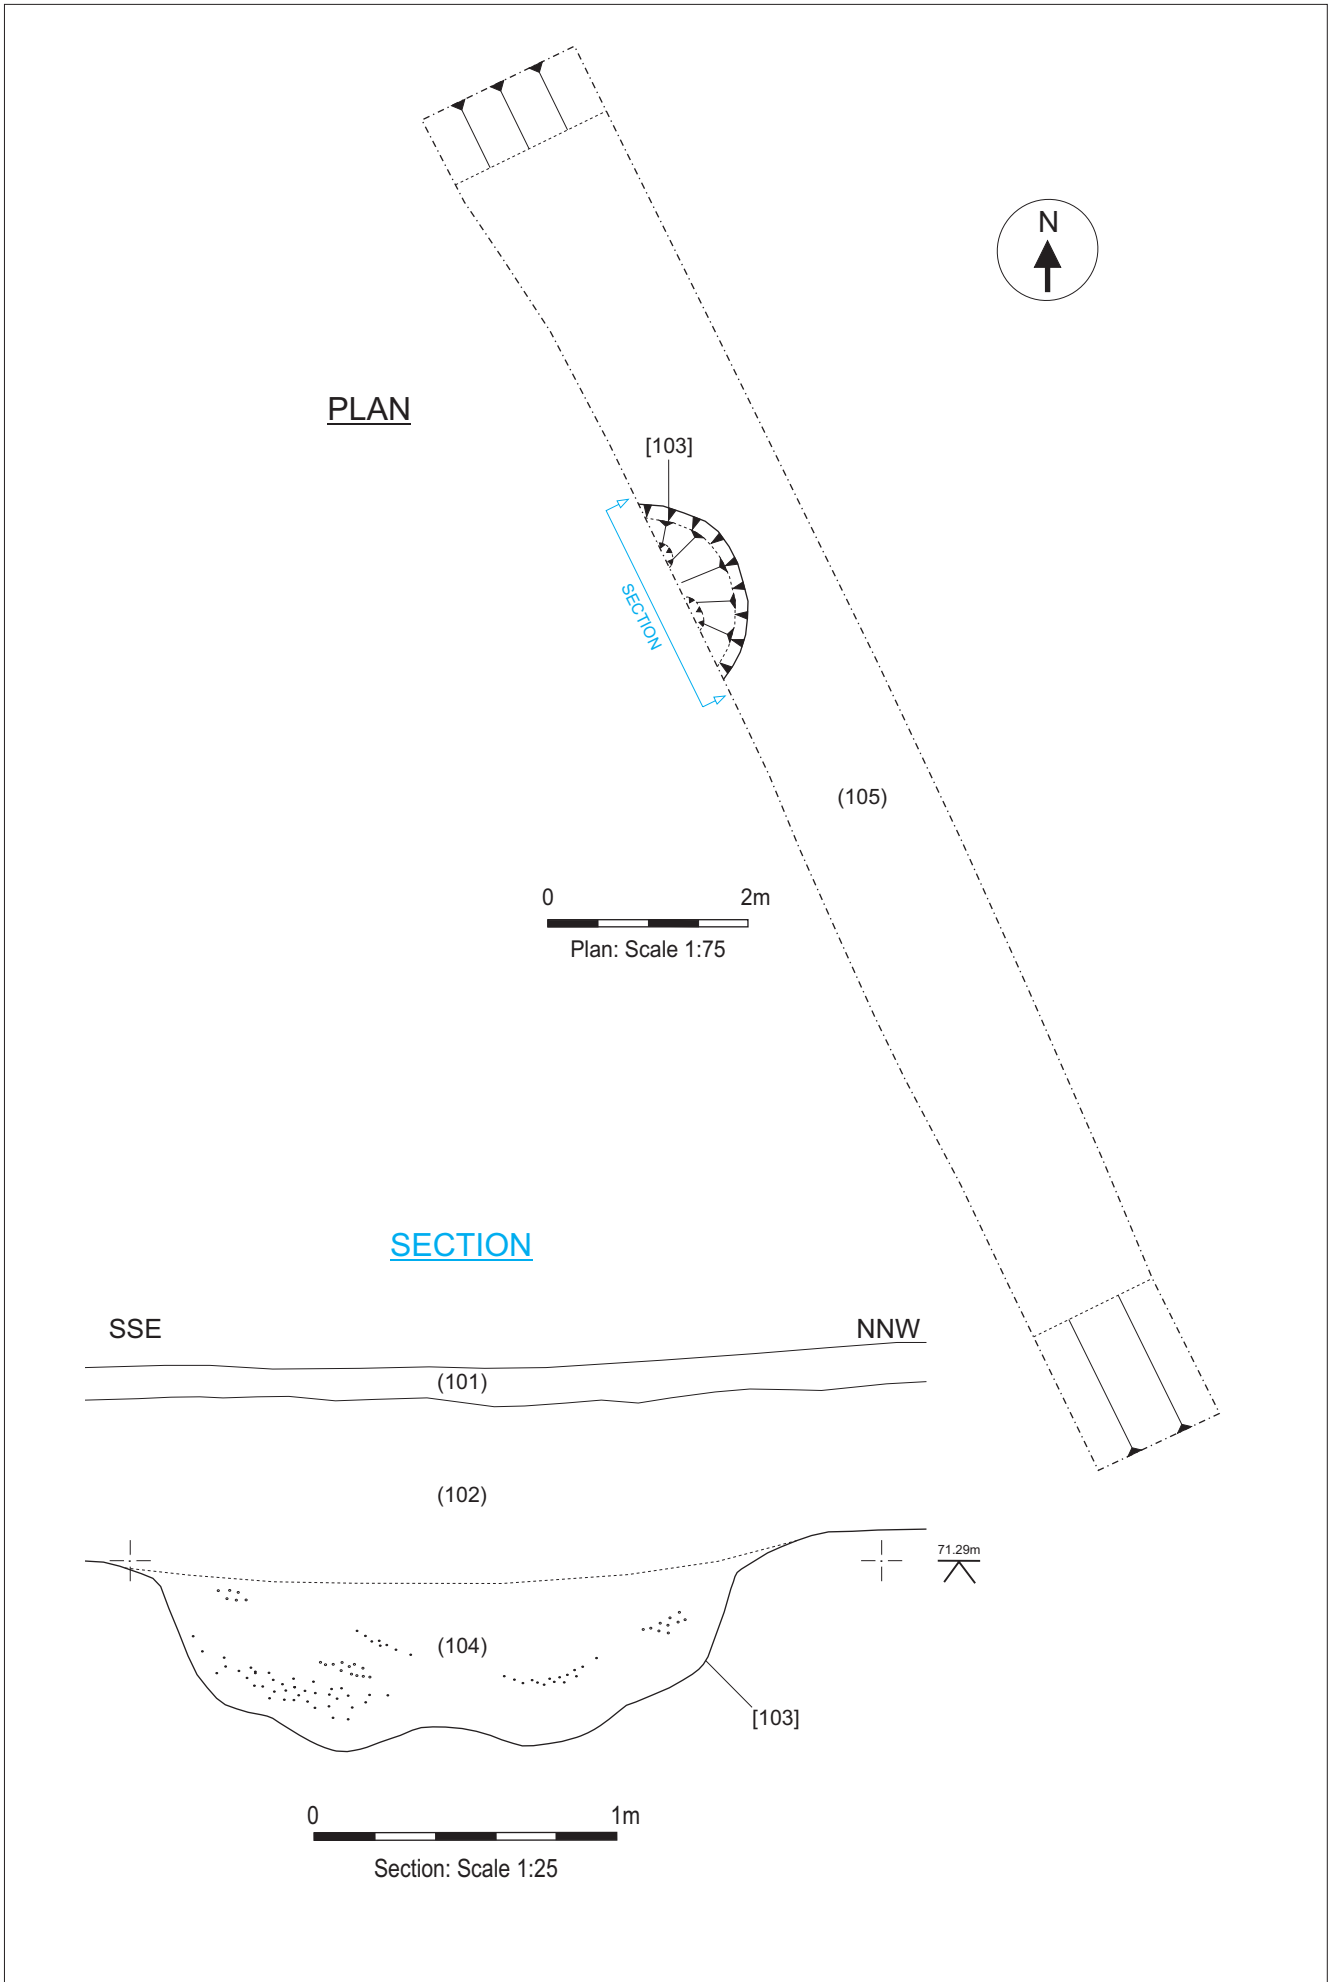 N
PLAN
[103]
SECTION
(105)
0 2m
Plan: Scale 1:75
SECTION
SSE NNW
(101)
(102)
71.29m
(104)
[103]
0 1m
Section: Scale 1:25